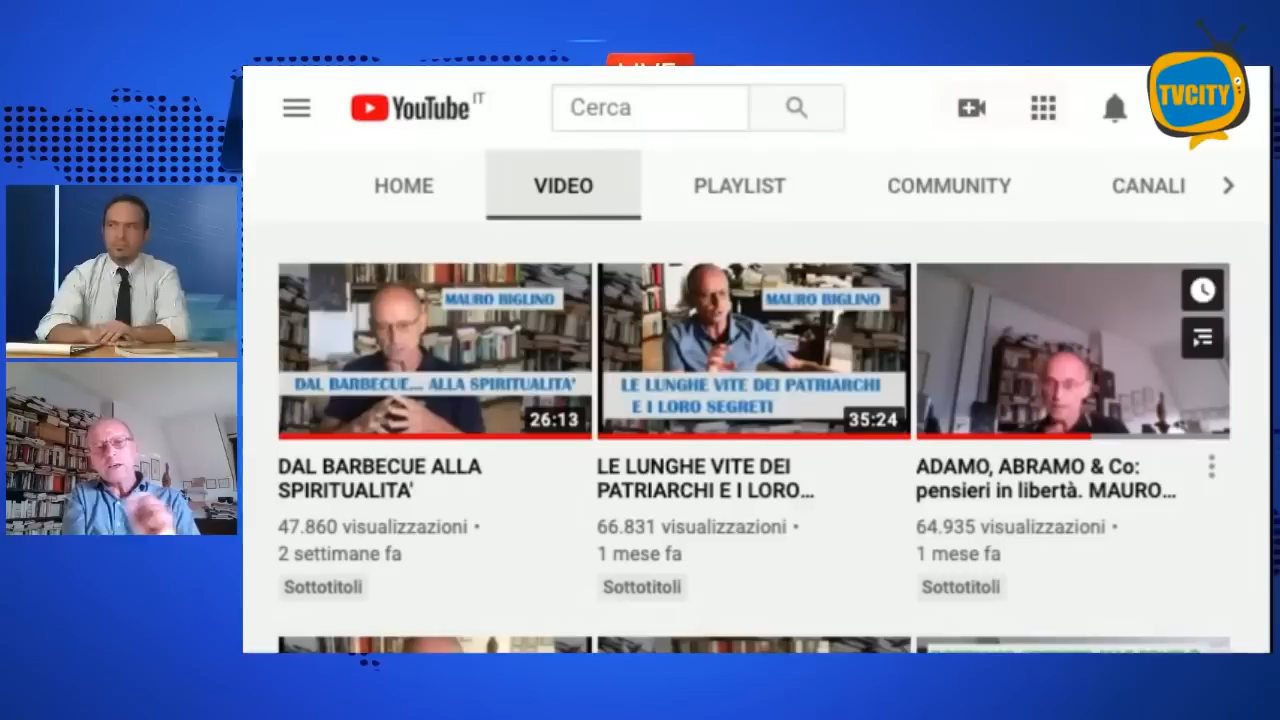 LIVE
TVCITY
YouTube IT
Cerca
HOME
VIDEO
PLAYLIST
COMMUNITY
CANALI
MAURO BIGLINO
DAL BARBECUE... ALLA SPIRITUALITA'
26:13
MAURO BIGLINO
LE LUNGHE VITE DEI PATRIARCHI
E I LORO SEGRETI
35:24
DAL BARBECUE ALLA
SPIRITUALITA'
47.860 visualizzazioni •
2 settimane fa
Sottotitoli
LE LUNGHE VITE DEI
PATRIARCHI E I LORO...
66.831 visualizzazioni •
1 mese fa
Sottotitoli
ADAMO, ABRAMO & Co:
pensieri in libertà. MAURO...
64.935 visualizzazioni •
1 mese fa
Sottotitoli